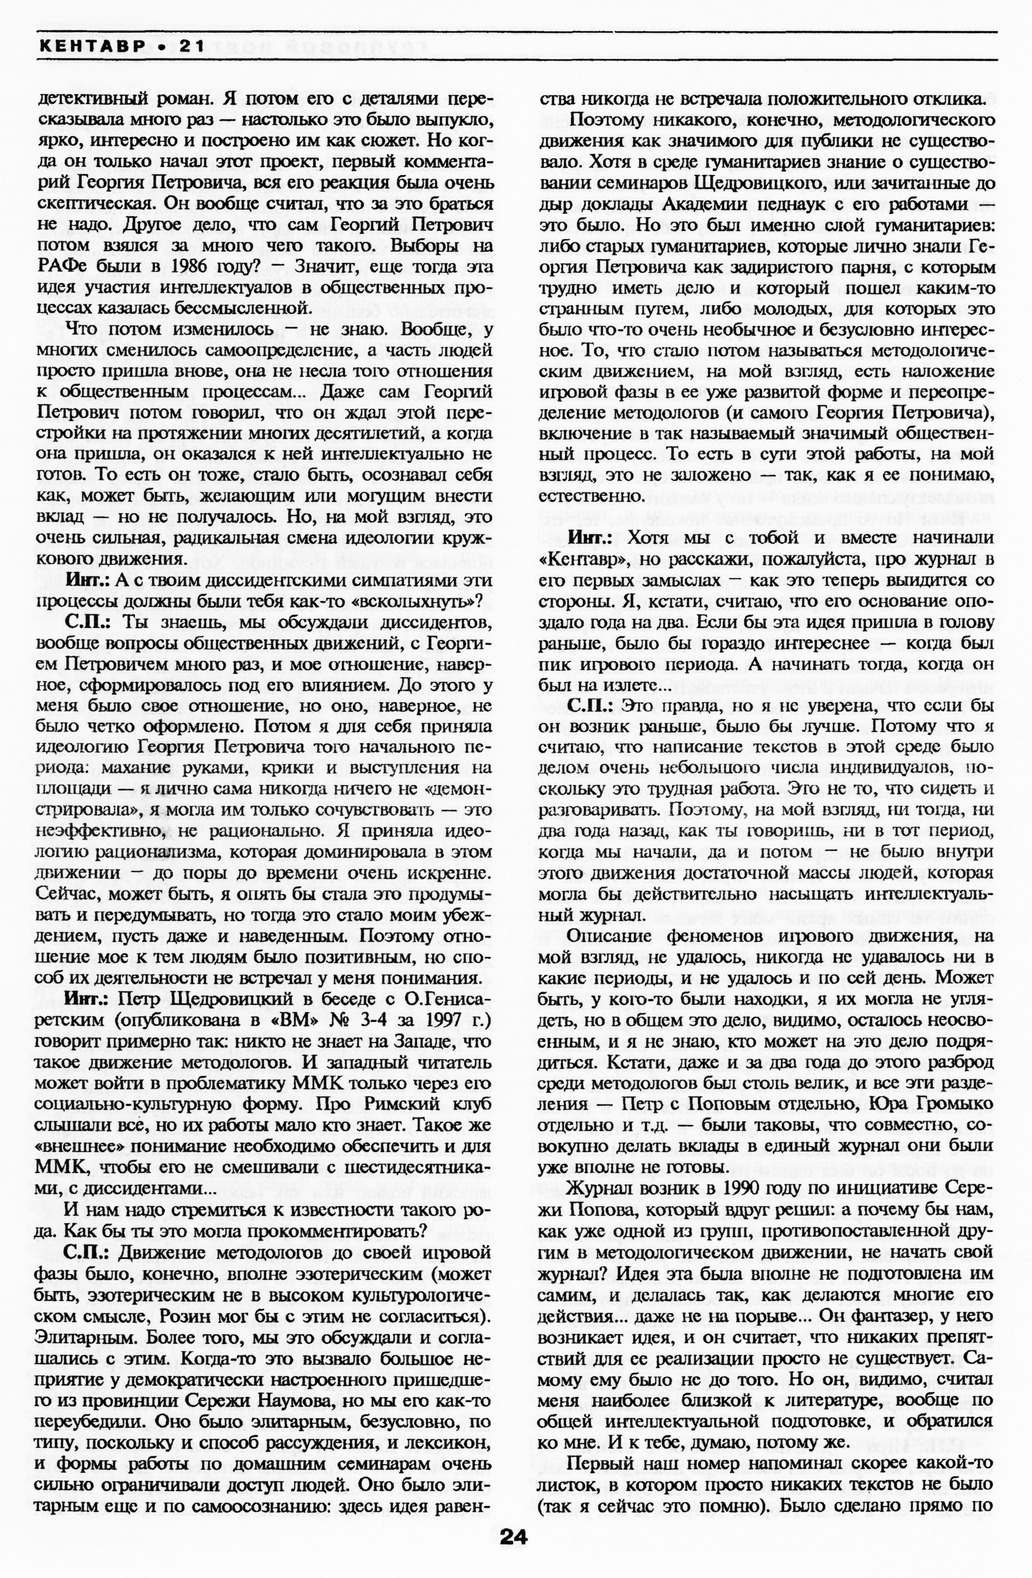 КЕНТАВР • 21
детективный роман. Я потом его с деталями пере-
сказывала много раз — настолько это было выпукло,
ярко, интересно и построено им как сюжет. Но ког-
да он только начал этот проект, первый коммента-
рий Георгия Петровича, вся его реакция была очень
скептическая. Он вообще считал, что за это браться
не надо. Другое дело, что сам Георгий Петрович
потом взялся за много чего такого. Выборы на
РАФе были в 1986 году? — Значит, еще тогда эта
идея участия интеллектуалов в общественных про-
цессах казалась бессмысленной.
Что потом изменилось — не знаю. Вообще, у
многих сменилось самоопределение, а часть людей
просто пришла внове, она не несла того отношения
к общественным процессам... Даже сам Георгий
Петрович потом говорил, что он ждал этой пере-
стройки на протяжении многих десятилетий, а когда
она пришла, он оказался к ней интеллектуально не
готов. То есть он тоже, стало быть, осознавал себя
как, может быть, желающим или могущим внести
вклад — но не получалось. Но, на мой взгляд, это
очень сильная, радикальная смена идеологии круж-
кового движения.
Инт.: А с твоим диссидентскими симпатиями эти
процессы должны были тебя как-то «всколыхнуть»?
С.П.: Ты знаешь, мы обсуждали диссидентов,
вообще вопросы общественных движений, с Георги-
ем Петровичем много раз, и мое отношение, навер-
ное, сформировалось под его влиянием. До этого у
меня было свое отношение, но оно, наверное, не
было четко оформлено. Потом я для себя приняла
идеологию Георгия Петровича того начального пе-
риода: махание руками, крики и выступления на
площади — я лично сама никогда ничего не «демон-
стрировала», я могла им только сочувствовать — это
неэффективно, не рационально. Я приняла идео-
логию рационализма, которая доминировала в этом
движении — до поры до времени очень искренне.
Сейчас, может быть, я опять бы стала это продумы-
вать и передумывать, но тогда это стало моим убеж-
дением, пусть даже и наведенным. Поэтому отно-
шение мое к тем людям было позитивным, но спо-
соб их деятельности не встречал у меня понимания.
Инт.: Петр Щедровицкий в беседе с О.Гениса-
ретским (опубликована в «ВМ» № 3-4 за 1997 г.)
говорит примерно так: никто не знает на Западе, что
такое движение методологов. И западный читатель
может войти в проблематику ММК только через его
социально-культурную форму. Про Римский клуб
слышали все, но их работы мало кто знает. Такое же
«внешнее» понимание необходимо обеспечить и для
ММК, чтобы его не смешивали с шестидесятника-
ми, с диссидентами...
И нам надо стремиться к известности такого ро-
да. Как бы ты это могла прокомментировать?
С.П.: Движение методологов до своей игровой
фазы было, конечно, вполне эзотерическим (может
быть, эзотерическим не в высоком культурологиче-
ском смысле, Розин мог бы с этим не согласиться).
Элитарным. Более того, мы это обсуждали и согла-
шались с этим. Когда-то это вызвало большое не-
приятие у демократически настроенного пришедше-
го из провинции Сережи Наумова, но мы его как-то
переубедили. Оно было элитарным, безусловно, по
типу, поскольку и способ рассуждения, и лексикон,
и формы работы по домашним семинарам очень
сильно ограничивали доступ людей. Оно было эли-
тарным еще и по самоосознанию: здесь идея равен-
ства никогда не встречала положительного отклика.
Поэтому никакого, конечно, методологического
движения как значимого для публики не существо-
вало. Хотя в среде гуманитариев знание о существо-
вании семинаров Щедровицкого, или зачитанные до
дыр доклады Академии педнаук с его работами —
это было. Но это был именно слой гуманитариев:
либо старых гуманитариев, которые лично знали Ге-
оргия Петровича как задиристого парня, с которым
трудно иметь дело и который пошел каким-то
странным путем, либо молодых, для которых это
было что-то очень необычное и безусловно интерес-
ное. То, что стало потом называться методологиче-
ским движением, на мой взгляд, есть наложение
игровой фазы в ее уже развитой форме и переопре-
деление методологов (и самого Георгия Петровича),
включение в так называемый значимый обществен-
ный процесс. То есть в сути этой работы, на мой
взгляд, это не заложено — так, как я ее понимаю,
естественно.
Инт.: Хотя мы с тобой и вместе начинали
«Кентавр», но расскажи, пожалуйста, про журнал в
его первых замыслах — как это теперь выидится со
стороны. Я, кстати, считаю, что его основание опо-
здало года на два. Если бы эта идея пришла в голову
раньше, было бы гораздо интереснее — когда был
пик игрового периода. А начинать тогда, когда он
был на излете...
С.П.: Это правда, но я не уверена, что если бы
он возник раньше, было бы лучше. Потому что я
считаю, что написание текстов в этой среде было
делом очень небольшого числа индивидуалов, по-
скольку это трудная работа. Это не то, что сидеть и
разговаривать. Поэтому, на мой взгляд, ни тогда, ни
два года назад, как ты говоришь, ни в тот период,
когда мы начали, да и потом — не было внутри
этого движения достаточной массы людей, которая
могла бы действительно насыщать интеллектуаль-
ный журнал.
Описание феноменов игрового движения, на
мой взгляд, не удалось, никогда не удавалось ни в
какие периоды, и не удалось и по сей день. Может
быть, у кого-то были находки, я их могла не угля-
деть, но в общем это дело, видимо, осталось неосво-
енным, и я не знаю, кто может на это дело подря-
диться. Кстати, даже и за два года до этого разброд
среди методологов был столь велик, и все эти разде-
ления — Петр с Поповым отдельно, Юра Громыко
отдельно и т.д. — были таковы, что совместно, со-
вокупно делать вклады в единый журнал они были
уже вполне не готовы.
Журнал возник в 1990 году по инициативе Сере-
жи Попова, который вдруг решил: а почему бы нам,
как уже одной из групп, противопоставленной дру-
гим в методологическом движении, не начать свой
журнал? Идея эта была вполне не подготовлена им
самим, и делалась так, как делаются многие его
действия... даже не на порыве... Он фантазер, у него
возникает идея, и он считает, что никаких препят-
ствий для ее реализации просто не существует. Са-
мому ему было не до того. Но он, видимо, считал
меня наиболее близкой к литературе, вообще по
общей интеллектуальной подготовке, и обратился
ко мне. И к тебе, думаю, потому же.
Первый наш номер напоминал скорее какой-то
листок, в котором просто никаких текстов не было
(так я сейчас это помню). Было сделано прямо по
24